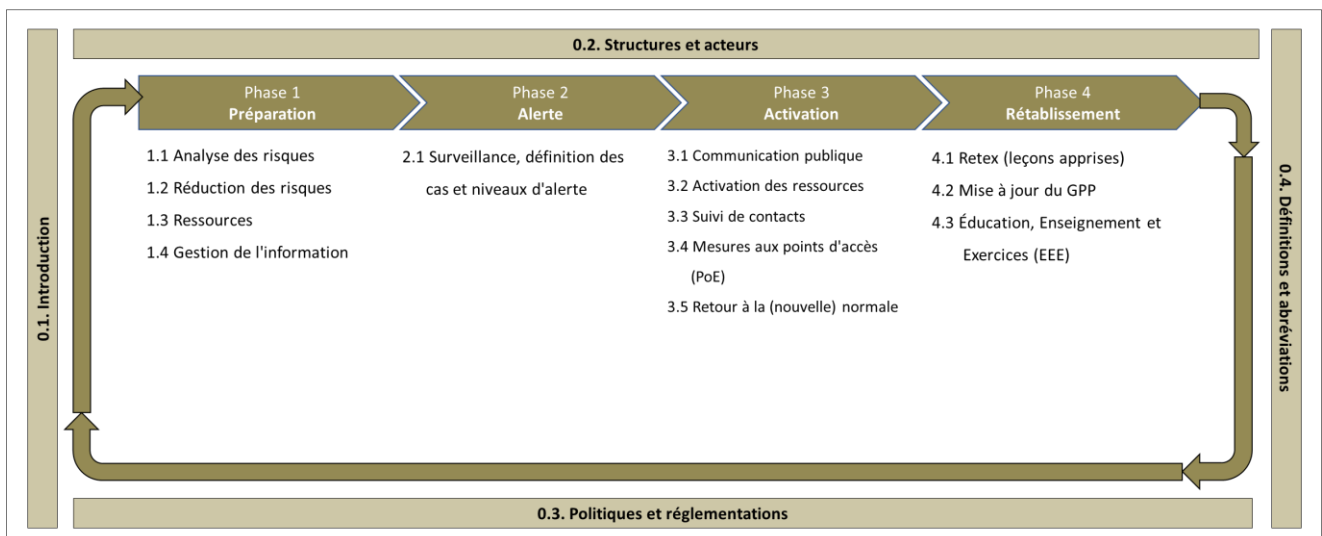 0.2. Structures et acteurs
0.1. Introduction
Phase 1
Préparation
1.1 Analyse des risques
1.2 Réduction des risques
1.3 Ressources
1.4 Gestion de l'information
Phase 2
Alerte
2.1 Surveillance, définition des
cas et niveaux d'alerte
Phase 3
Activation
3.1 Communication publique
3.2 Activation des ressources
3.3 Suivi de contacts
3.4 Mesures aux points d'accès
(PoE)
3.5 Retour à la (nouvelle) normale
Phase 4
Rétablissement
4.1 Retex (leçons apprises)
4.2 Mise à jour du GPP
4.3 Éducation, Enseignement et
Exercices (EEE)
0.4. Définitions et abréviations
0.3. Politiques et réglementations